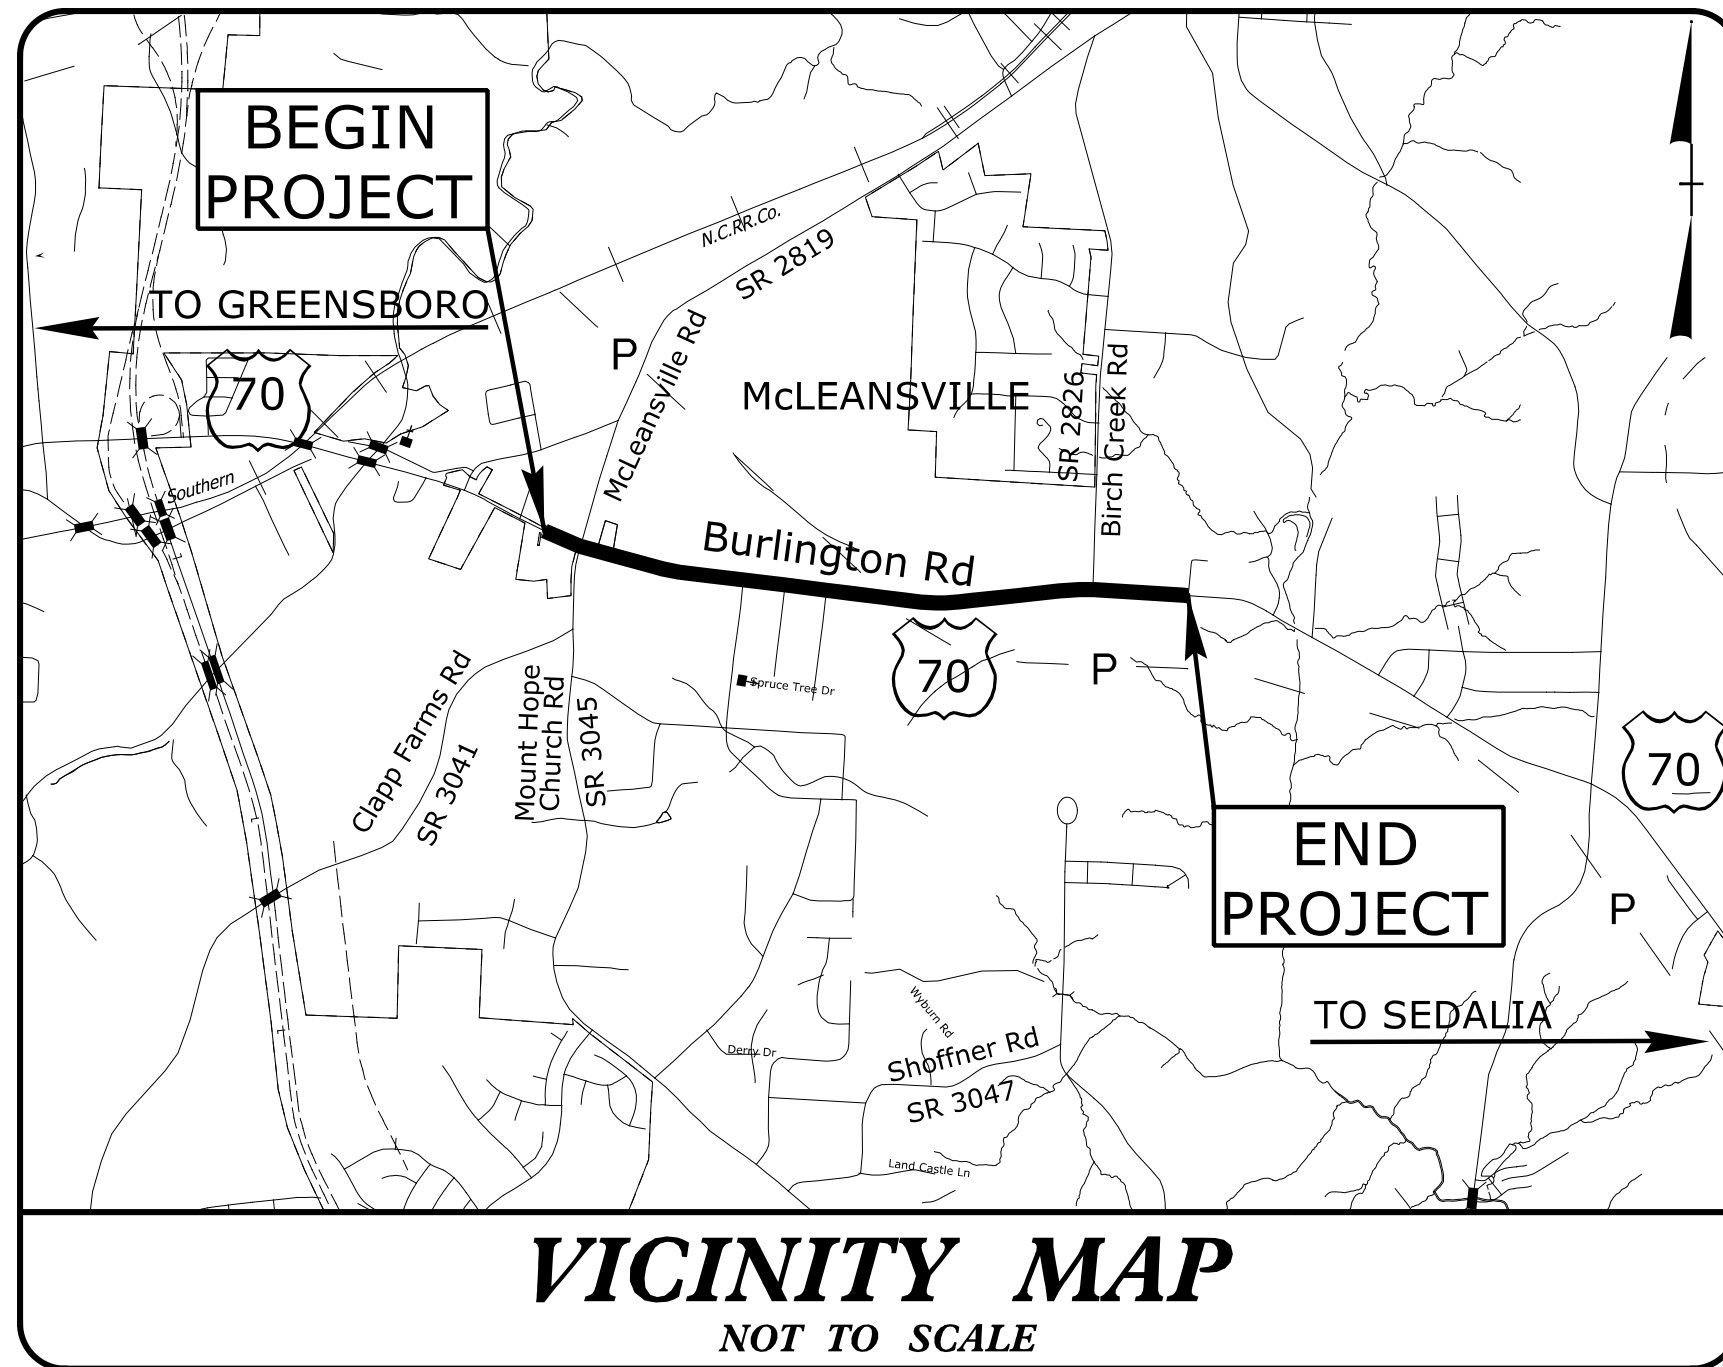 BEGIN
PROJECT
N.C.RR.Co.
SR 2819
TO GREENSBORO
70
P
McLeansville Rd
McLEANSVILLE
SR 2826
Birch Creek Rd
Southern
Burlington Rd
70
P
Spruce Tree Dr
Clapp Farms Rd
SR 3041
Mount Hope
Church Rd
SR 3045
70
END
PROJECT
P
TO SEDALIA
Wyburn Rd
Derry Dr
Shoffner Rd
SR 3047
Land Castle Ln
VICINITY MAP
NOT TO SCALE